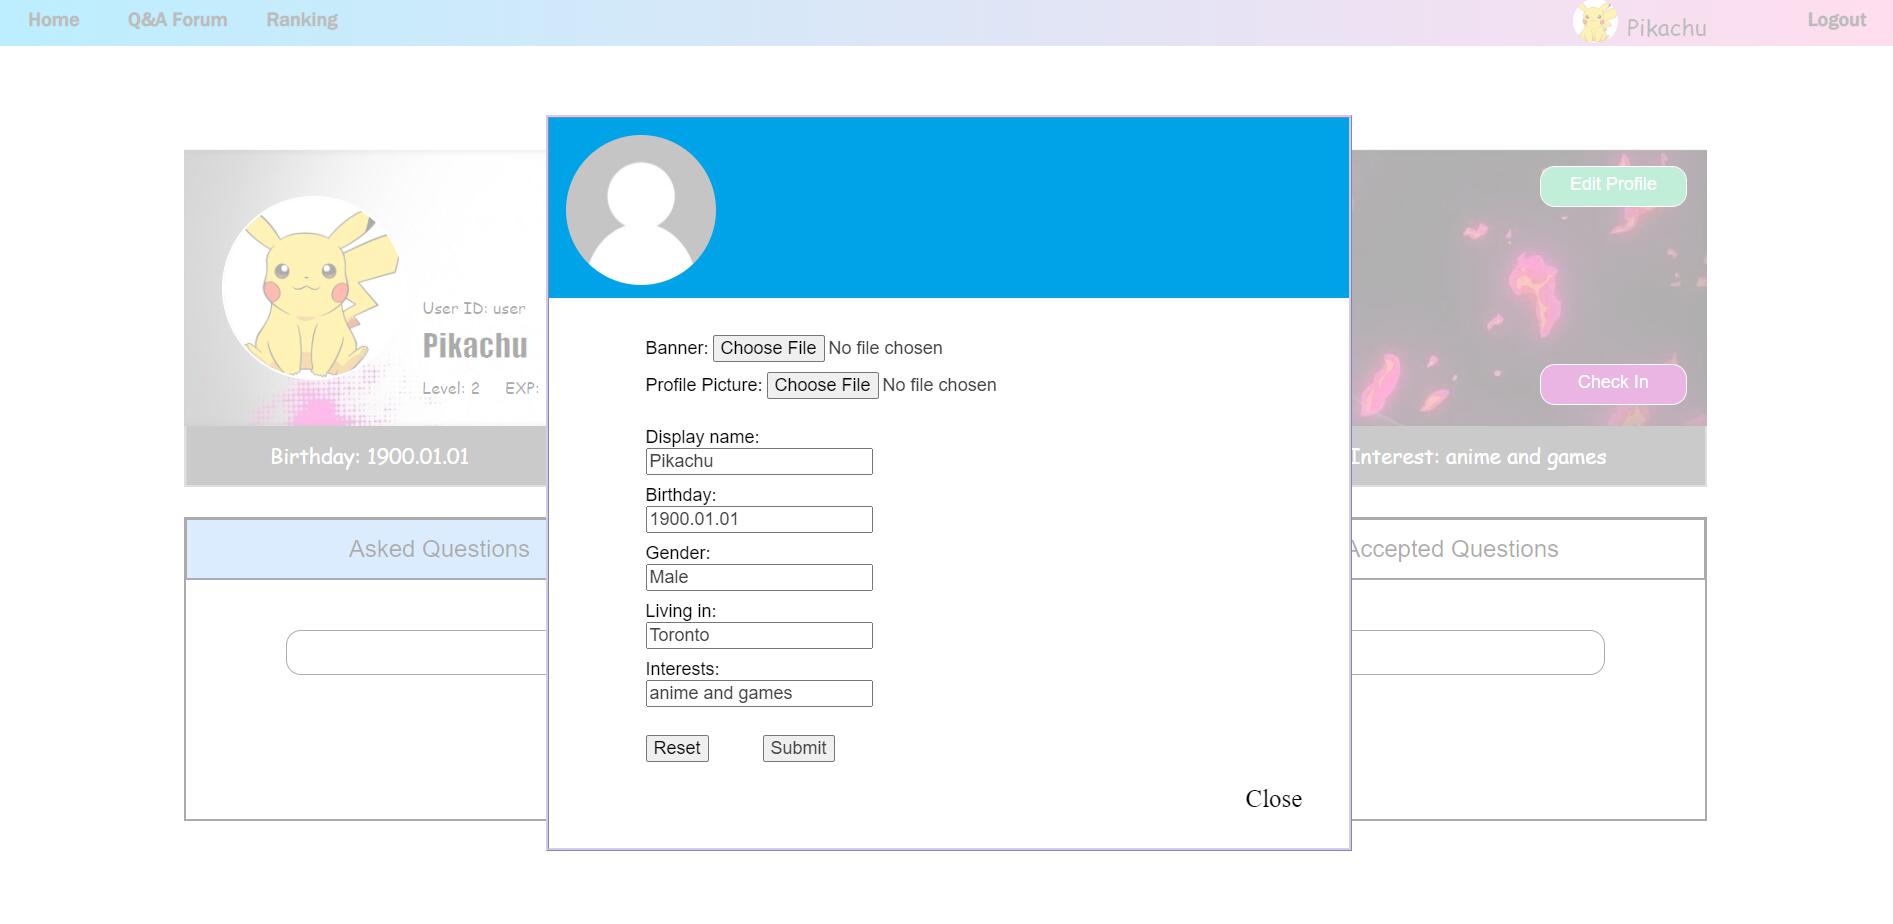 Home Q&A Forum Ranking Pikachu Logout
Edit Profile
User ID: user
Pikachu
Level: 2 EXP:
Check In
Birthday: 1900.01.01
Interest: anime and games
Asked Questions
Accepted Questions
Banner: Choose File No file chosen
Profile Picture: Choose File No file chosen
Display name:
Pikachu
Birthday:
1900.01.01
Gender:
Male
Living in:
Toronto
Interests:
anime and games
Reset Submit
Close